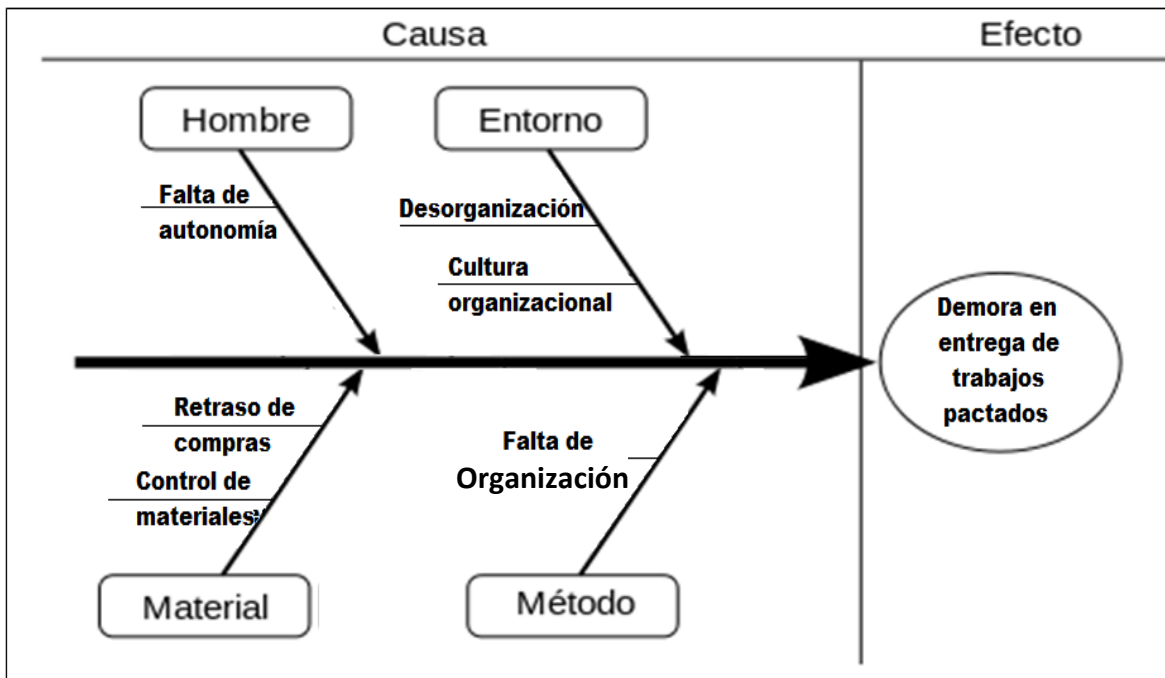 Causa
Efecto
Hombre
Entorno
Falta de
autonomía
Desorganización
Cultura
organizacional
Demora en
entrega de
trabajos
pactados
Retraso de
compras
Control de
materiales
Falta de
Organización
Material
Método